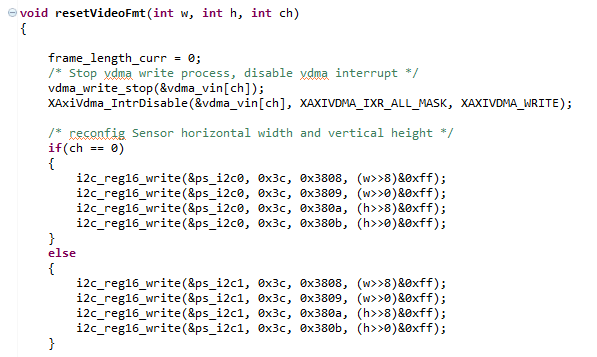 void resetVideoFmt(int w, int h, int ch)
{
frame_length_curr = 0;
/* Stop vdma write process, disable vdma interrupt */
vdma_write_stop(&vdma_vin[ch]);
XAxiVdma_IntrDisable(&vdma_vin[ch], XAXIVDMA_IXR_ALL_MASK, XAXIVDMA_WRITE);
/* reconfig Sensor horizontal width and vertical height */
if(ch == 0)
{
i2c_reg16_write(&ps_i2c0, 0x3c, 0x3808, (w>>8)&0xff);
i2c_reg16_write(&ps_i2c0, 0x3c, 0x3809, (w>>0)&0xff);
i2c_reg16_write(&ps_i2c0, 0x3c, 0x380a, (h>>8)&0xff);
i2c_reg16_write(&ps_i2c0, 0x3c, 0x380b, (h>>0)&0xff);
}
else
{
i2c_reg16_write(&ps_i2c1, 0x3c, 0x3808, (w>>8)&0xff);
i2c_reg16_write(&ps_i2c1, 0x3c, 0x3809, (w>>0)&0xff);
i2c_reg16_write(&ps_i2c1, 0x3c, 0x380a, (h>>8)&0xff);
i2c_reg16_write(&ps_i2c1, 0x3c, 0x380b, (h>>0)&0xff);
}